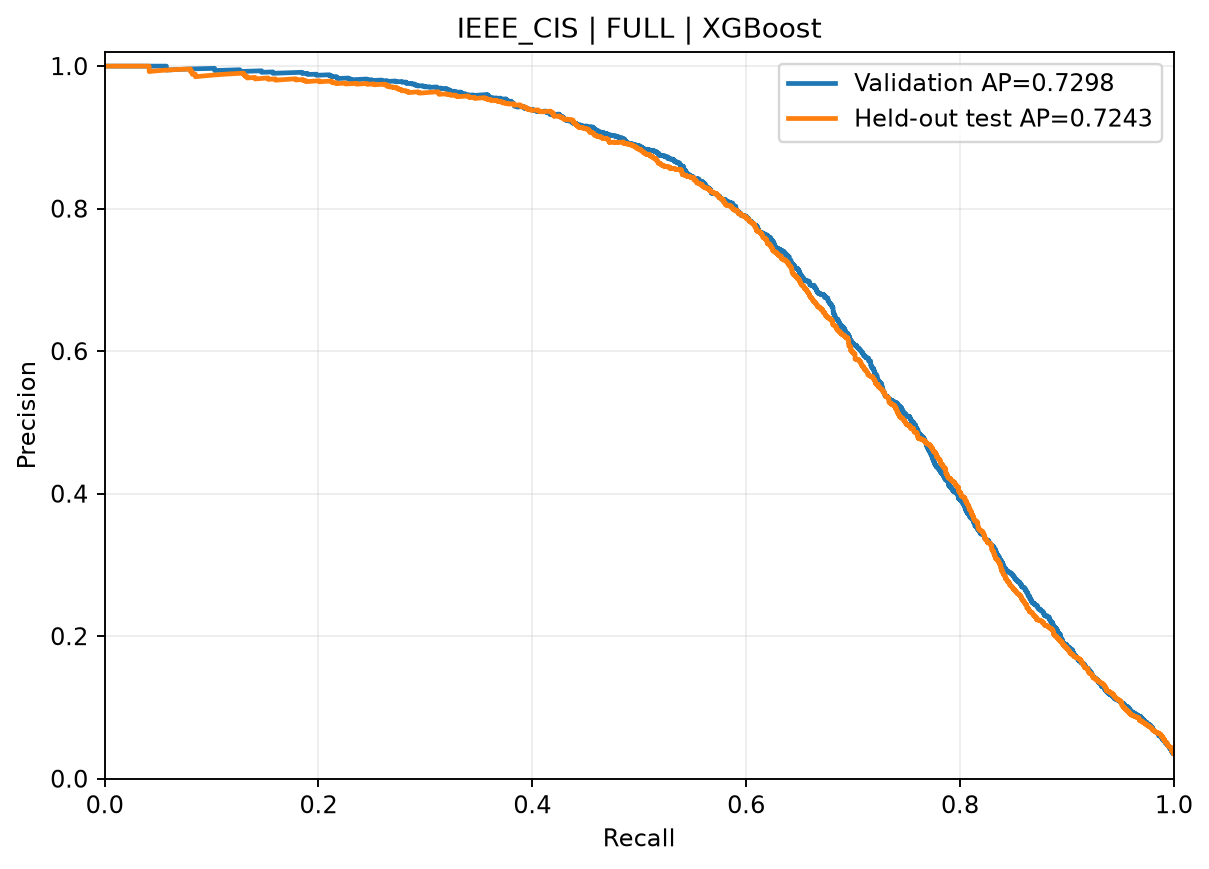 IEEE_CIS | FULL | XGBoost
Validation AP=0.7298
Held-out test AP=0.7243
Precision
1.0
0.8
0.6
0.4
0.2
0.0
0.0 0.2 0.4 0.6 0.8 1.0
Recall